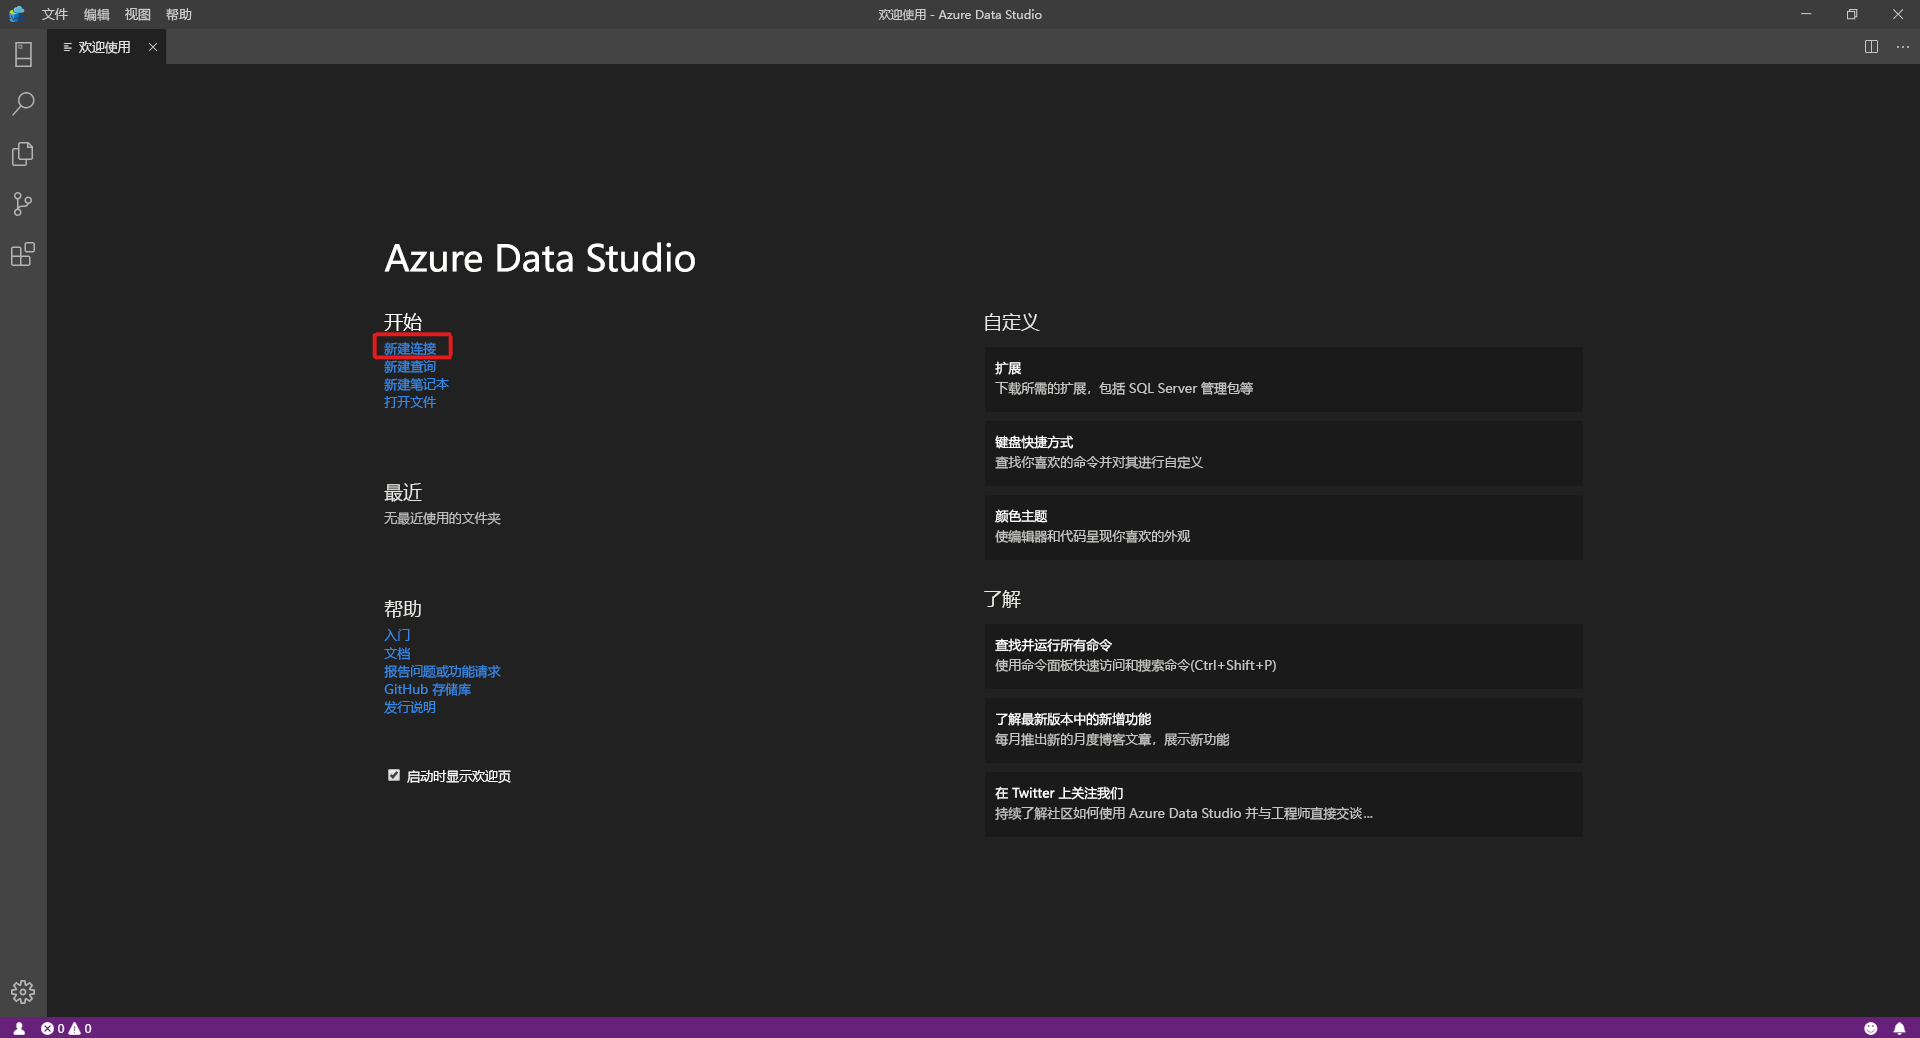 文件 编辑 视图 帮助
欢迎使用 - Azure Data Studio
欢迎使用
Azure Data Studio
开始
新建连接
新建查询
新建笔记本
打开文件
最近
无最近使用的文件夹
帮助
入门
文档
报告问题或功能请求
GitHub 存储库
发行说明
启动时显示欢迎页
自定义
扩展
下载所需的扩展，包括 SQL Server 管理包等
键盘快捷方式
查找你喜欢的命令并对其进行自定义
颜色主题
使编辑器和代码呈现你喜欢的外观
了解
查找并运行所有命令
使用命令面板快速访问和搜索命令(Ctrl+Shift+P)
了解最新版本中的新增功能
每月推出新的月度博客文章，展示新功能
在 Twitter 上关注我们
持续了解社区如何使用 Azure Data Studio 并与工程师直接交谈...
0 0